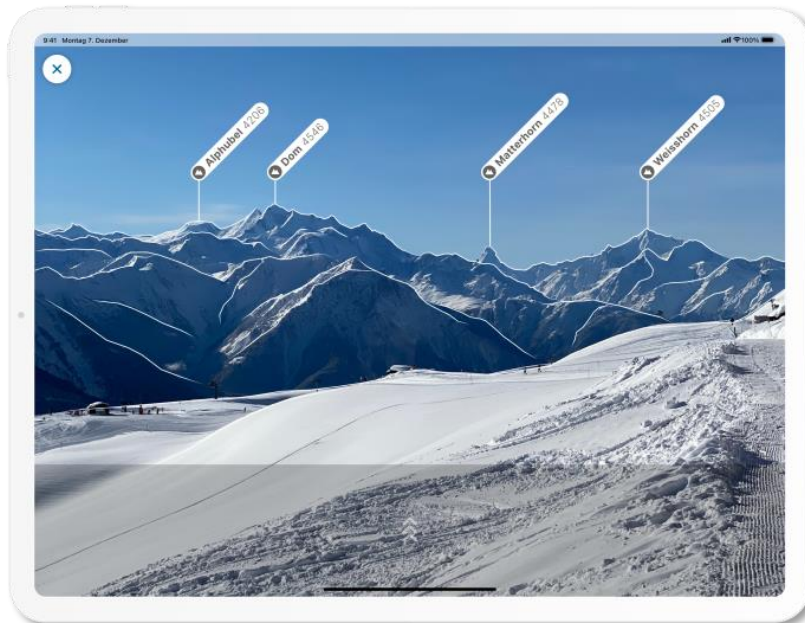 9:41 Montag 7. Dezember
100%
Alphubel 4206
Dom 4546
Matterhorn 4478
Weisshorn 4505